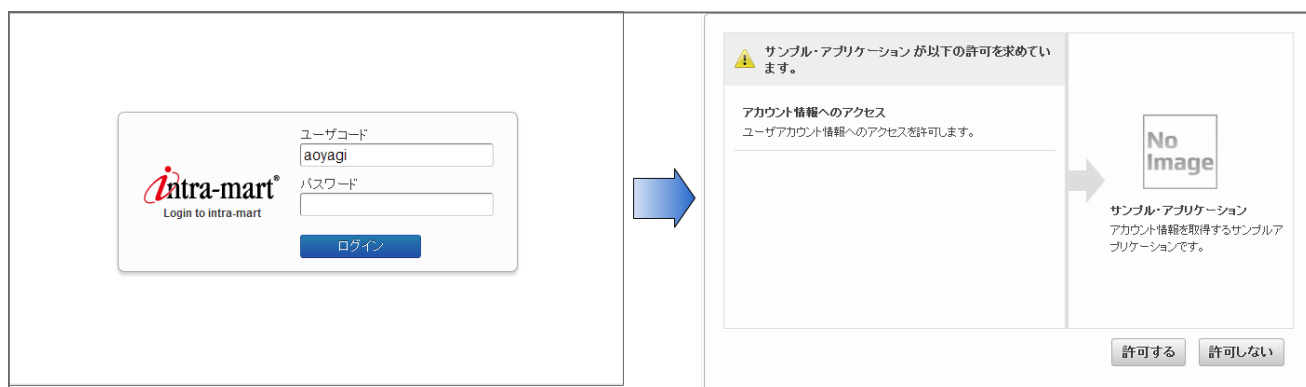 ユーザコード
aoyagi
intra-mart®
Login to intra-mart
パスワード
ログイン
サンプル・アプリケーション が以下の許可を求めてい
ます。
アカウント情報へのアクセス
ユーザアカウント情報へのアクセスを許可します。
No
Image
サンプル・アプリケーション
アカウント情報を取得するサンプルア
プリケーションです。
許可する
許可しない